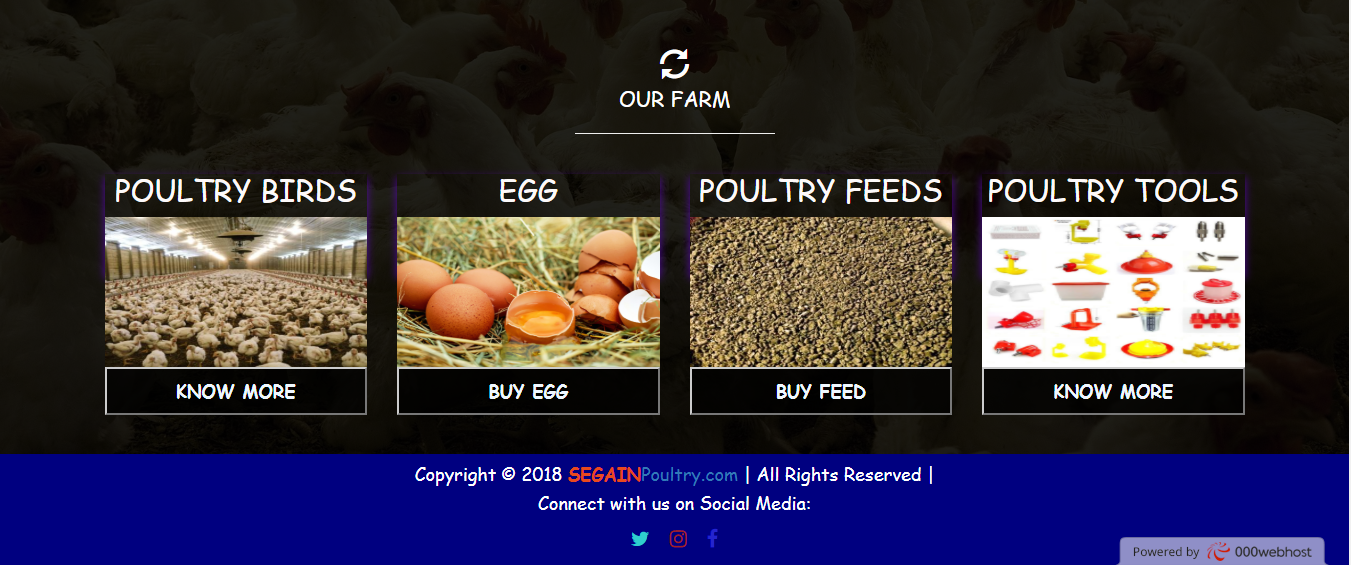 OUR FARM
POULTRY BIRDS
EGG
POULTRY FEEDS
POULTRY TOOLS
KNOW MORE
BUY EGG
BUY FEED
KNOW MORE
Copyright © 2018 SEGAINPoultry.com | All Rights Reserved |
Connect with us on Social Media:
Powered by 000webhost